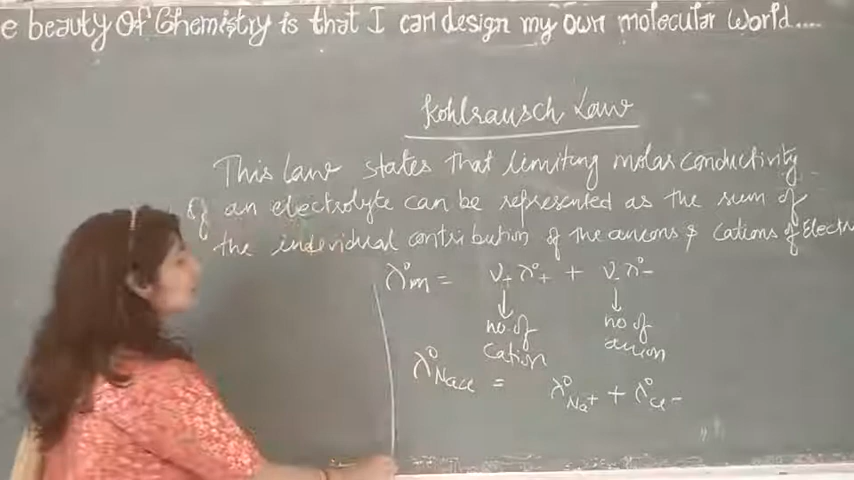 e beauty Of Chemistry is that I can design my own molecular world....
Kohlrausch Law
This law states that limiting molar conductivity
of an electrolyte can be represented as the sum of
the individual contribution of the anions & cations of Electr
λ°m = ν+ λ°+ + ν- λ°-
no. of cation
no of anion
λ°NaCl = λ°Na+ + λ°Cl-